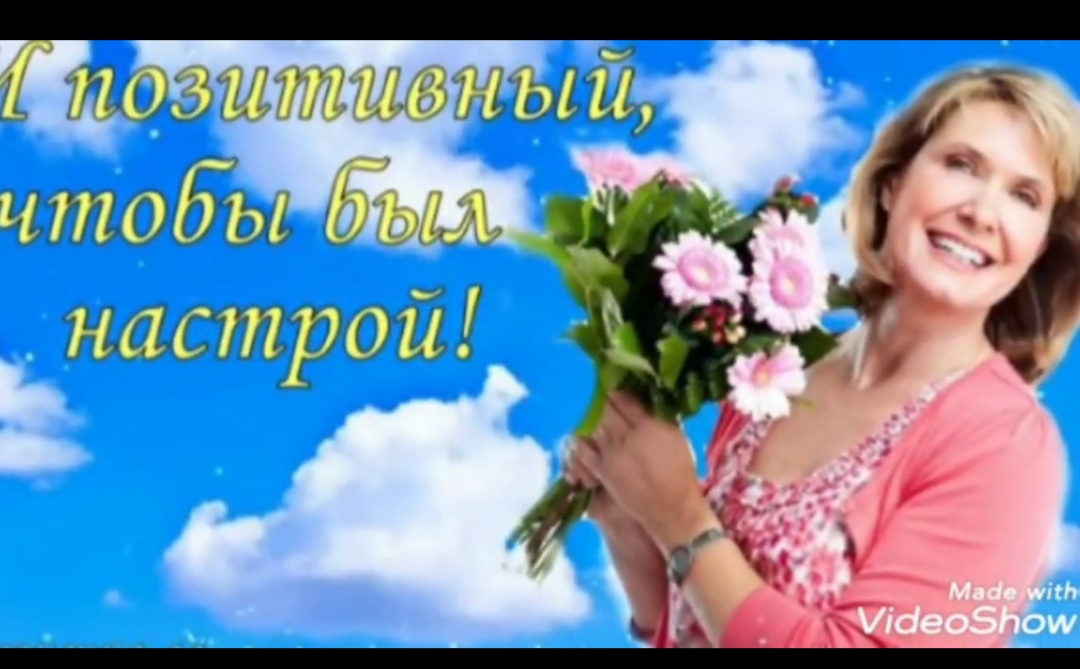 И позитивный,
чтобы был
настрой!
Made with
VideoShow